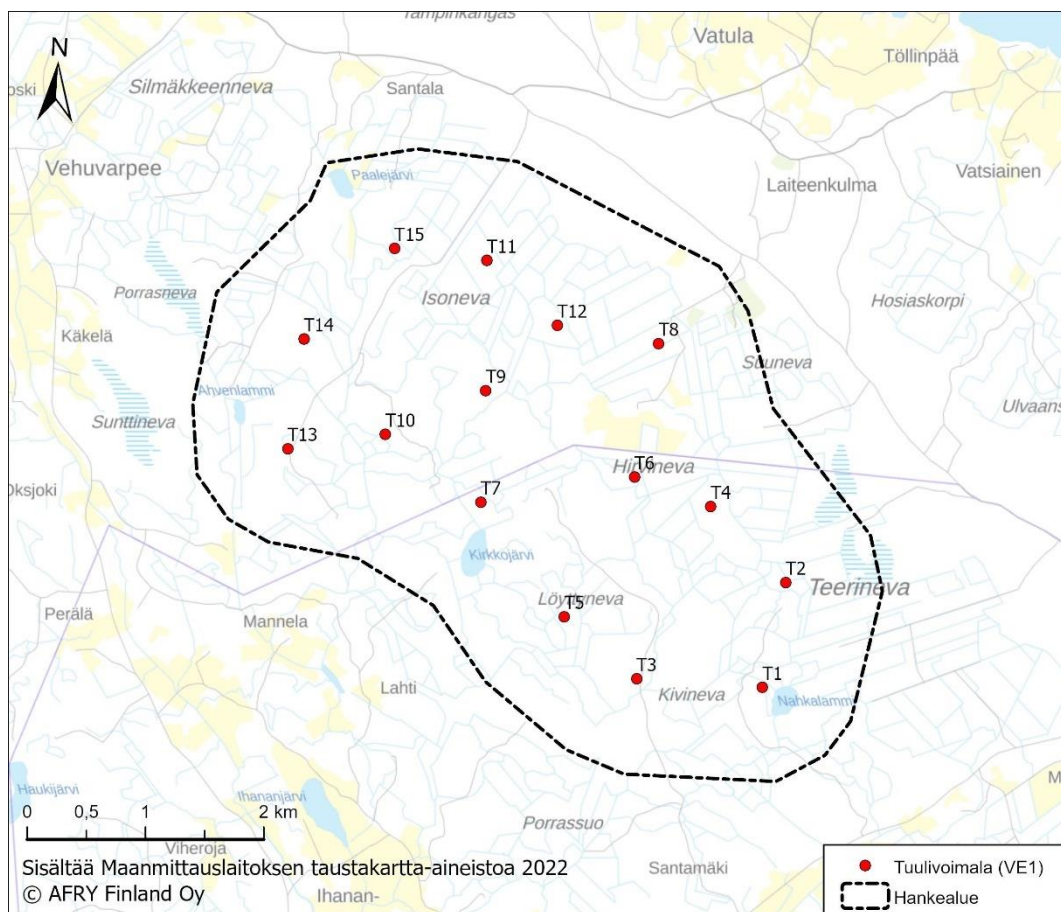 Tampinkangas
Vatula
Töllinpää
N
oski
Silmäkkeenneva
Santala
Vehuvarpee
Paalejärvi
Laiteenkulma
Vatsiainen
T15
T11
Porrasneva
Isoneva
Hosiaskorpi
T12
Käkelä
T14
T8
Suuneva
Ahvenlammi
T9
Ulvaans
Sunttineva
T10
T13
Hirvineva
T6
Oksjoki
T7
T4
Kirkkojärvi
T2
Teerineva
Perälä
Löytyneva
T5
Mannela
T3
T1
Lahti
Kivineva
Nahkalammi
M
Haukijärvi
Ihananjärvi
0 0,5 1 2 km
Porrassuo
Viheroja
Sisältää Maanmittauslaitoksen taustakartta-aineistoa 2022
Santamäki
© AFRY Finland Oy
Ihanan-
Tuulivoimala (VE1)
Hankealue